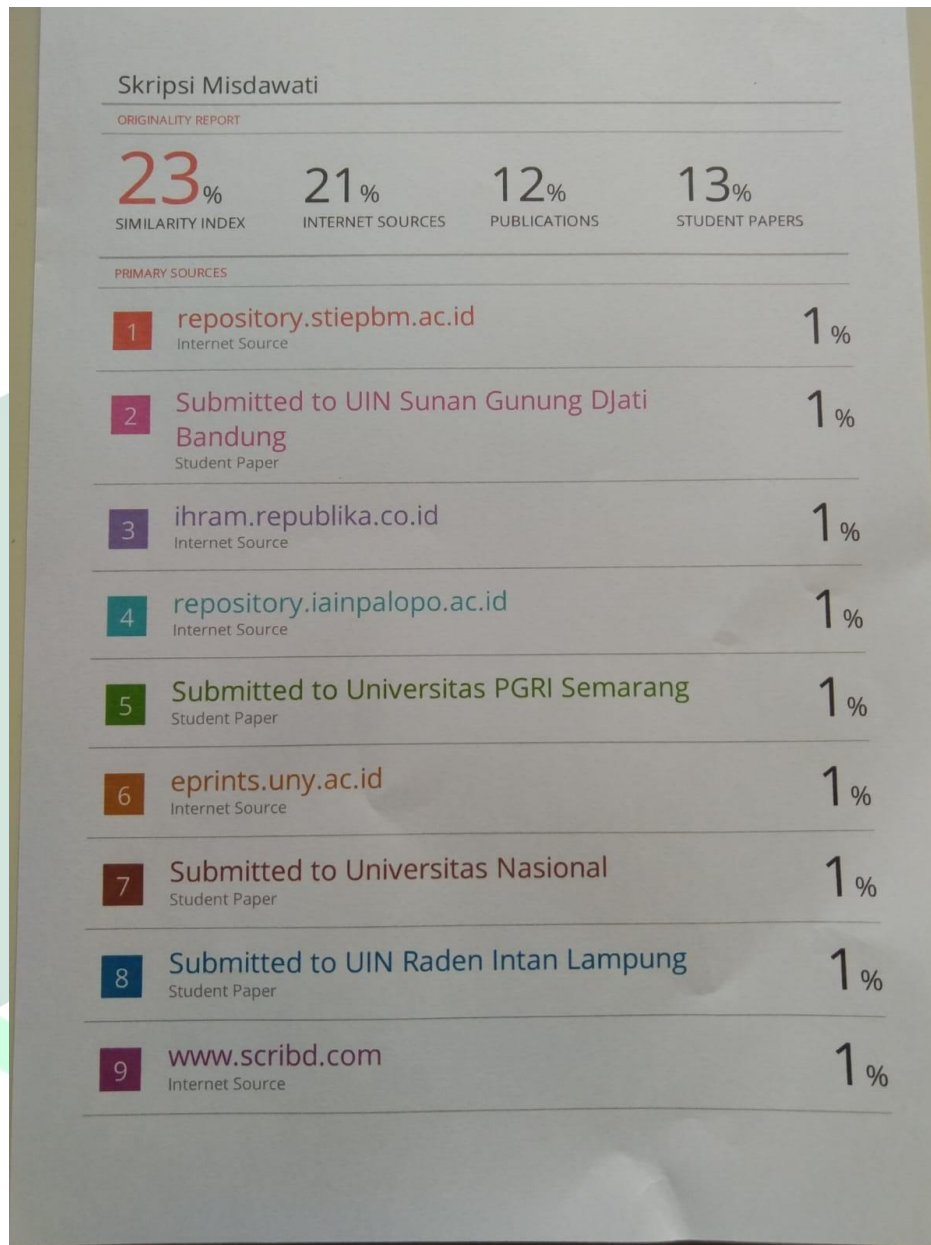 Skripsi Misdawati
ORIGINALITY REPORT
23% 21% 12% 13%
SIMILARITY INDEX INTERNET SOURCES PUBLICATIONS STUDENT PAPERS
PRIMARY SOURCES
1 repository.stiepbm.ac.id 1%
Internet Source
2 Submitted to UIN Sunan Gunung DJati 1%
Bandung
Student Paper
3 ihram.republika.co.id 1%
Internet Source
4 repository.iainpalopo.ac.id 1%
Internet Source
5 Submitted to Universitas PGRI Semarang 1%
Student Paper
6 eprints.uny.ac.id 1%
Internet Source
7 Submitted to Universitas Nasional 1%
Student Paper
8 Submitted to UIN Raden Intan Lampung 1%
Student Paper
9 www.scribd.com 1%
Internet Source